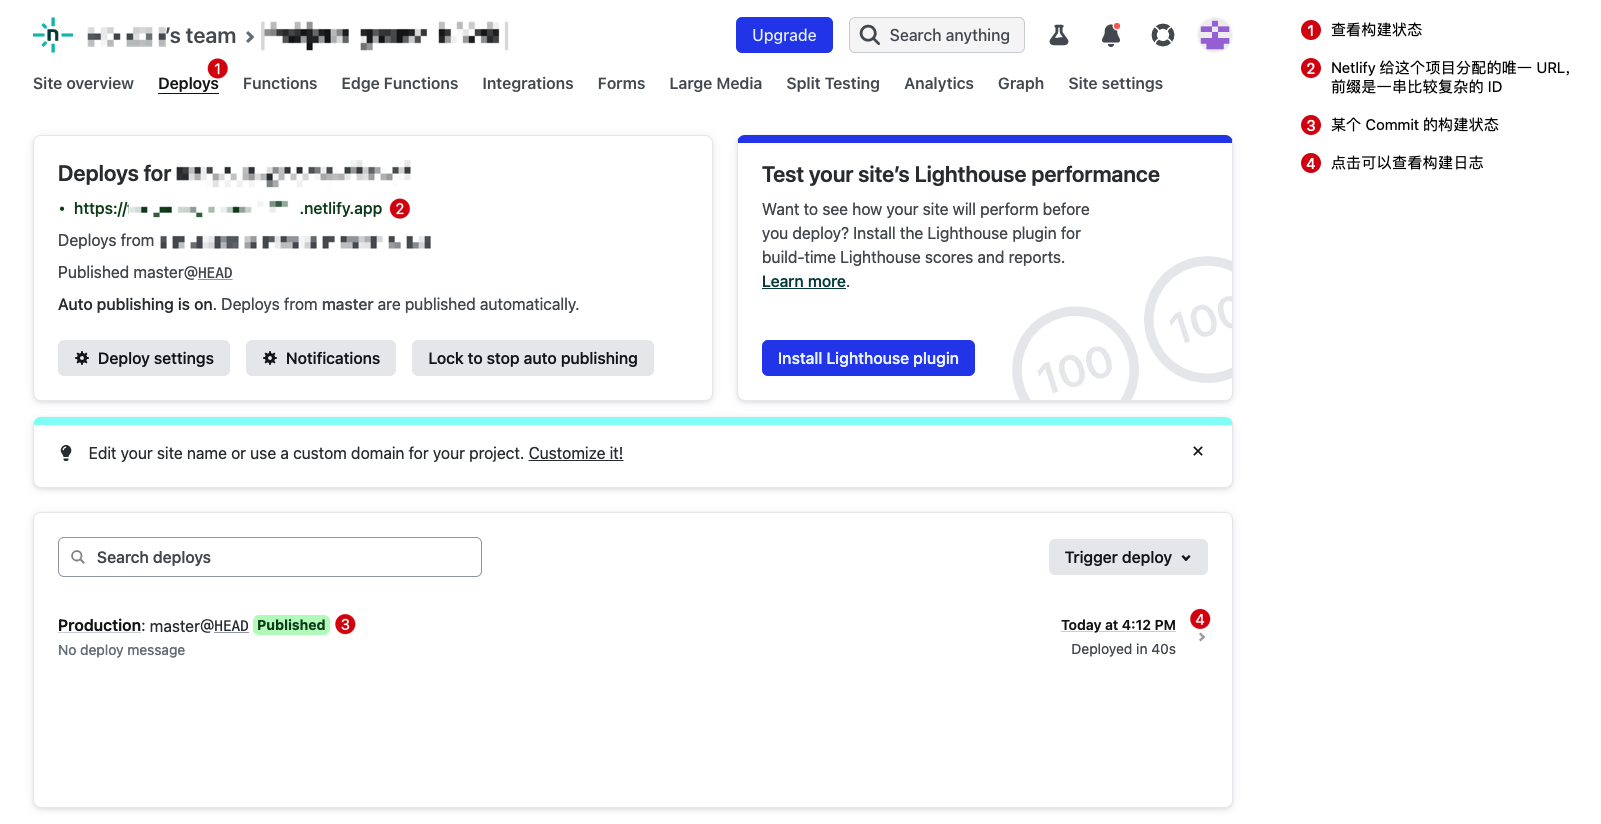 's team
Upgrade
Search anything
Site overview
Deploys
1
Functions
Edge Functions
Integrations
Forms
Large Media
Split Testing
Analytics
Graph
Site settings
Deploys for
https://
.netlify.app 2
Deploys from
Published master@HEAD
Auto publishing is on. Deploys from master are published automatically.
Deploy settings
Notifications
Lock to stop auto publishing
Test your site's Lighthouse performance
Want to see how your site will perform before
you deploy? Install the Lighthouse plugin for
build-time Lighthouse scores and reports.
Learn more.
Install Lighthouse plugin
100
100
Edit your site name or use a custom domain for your project. Customize it!
Search deploys
Trigger deploy
Production: master@HEAD Published 3
No deploy message
Today at 4:12 PM
4
Deployed in 40s
1 查看构建状态
2 Netlify 给这个项目分配的唯一 URL,
前缀是一串比较复杂的 ID
3 某个 Commit 的构建状态
4 点击可以查看构建日志